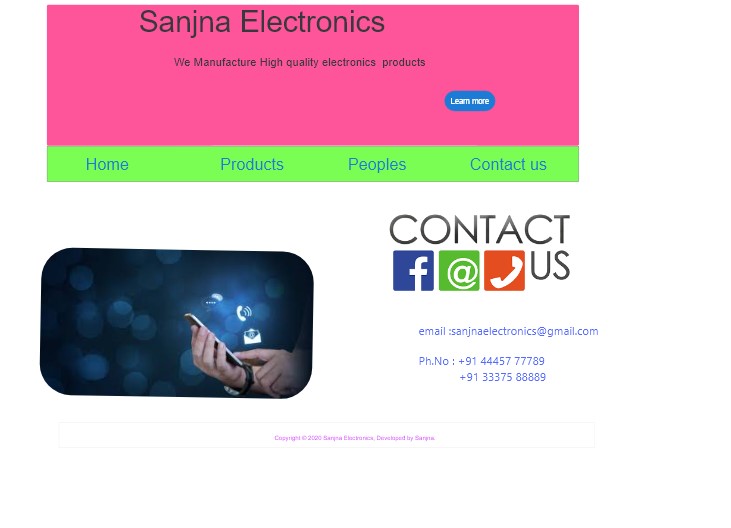 Sanjna Electronics
We Manufacture High quality electronics  products
Learn more
Home Products Peoples Contact us
CONTACT
f @ US
email :sanjnaelectronics@gmail.com
Ph.No : +91 44457 77789
+91 33375 88889
Copyright © 2020 Sanjna Electronics. Developed by Sanjna.